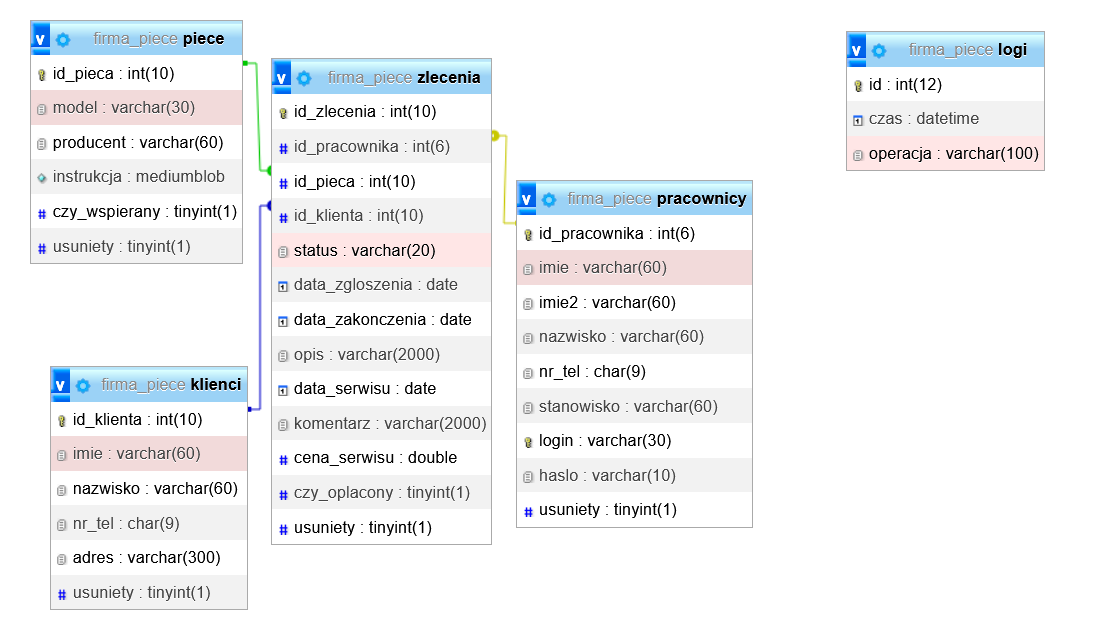 v firma_piece piece
id_pieca : int(10)
model : varchar(30)
producent : varchar(60)
instrukcja : mediumblob
czy_wspierany : tinyint(1)
usuniety : tinyint(1)
v firma_piece zlecenia
id_zlecenia : int(10)
# id_pracownika : int(6)
# id_pieca : int(10)
# id_klienta : int(10)
status : varchar(20)
data_zgloszenia : date
data_zakonczenia : date
opis : varchar(2000)
data_serwisu : date
komentarz : varchar(2000)
# cena_serwisu : double
# czy_oplacony : tinyint(1)
# usuniety : tinyint(1)
v firma_piece klienci
id_klienta : int(10)
imie : varchar(60)
nazwisko : varchar(60)
nr_tel : char(9)
adres : varchar(300)
# usuniety : tinyint(1)
v firma_piece pracownicy
id_pracownika : int(6)
imie : varchar(60)
imie2 : varchar(60)
nazwisko : varchar(60)
nr_tel : char(9)
stanowisko : varchar(60)
login : varchar(30)
haslo : varchar(10)
# usuniety : tinyint(1)
v firma_piece logi
id : int(12)
czas : datetime
operacja : varchar(100)